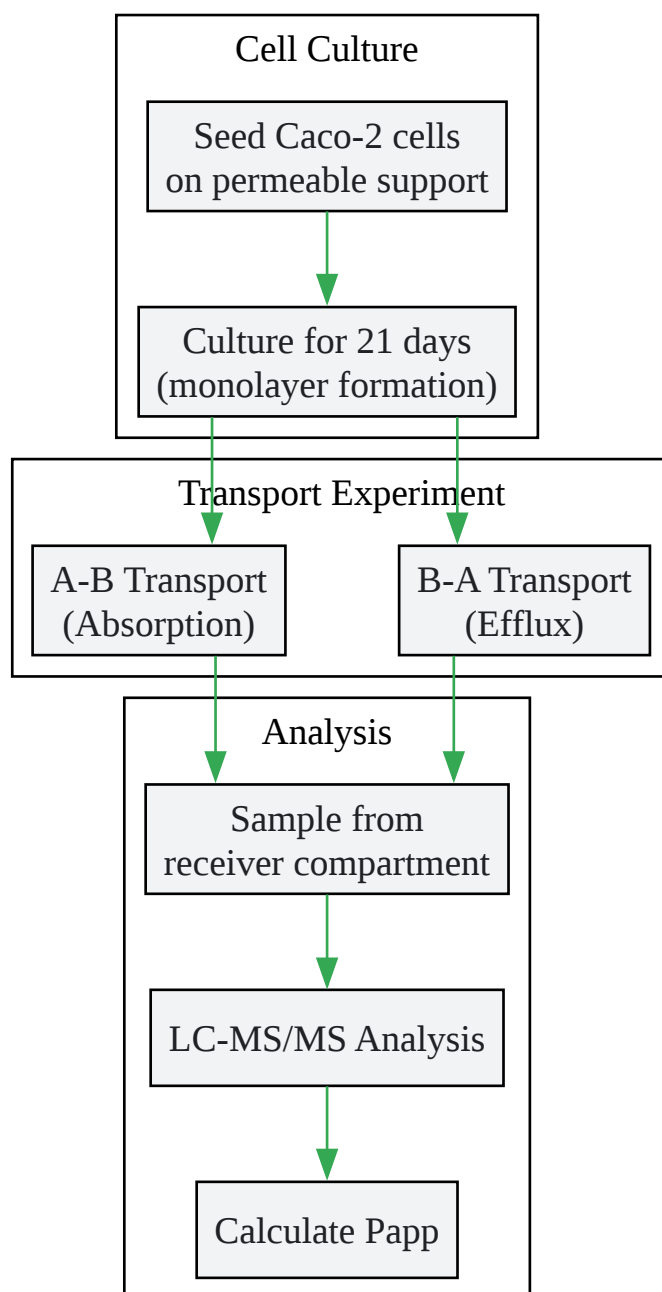 Cell Culture
Seed Caco-2 cells
on permeable support
Culture for 21 days
(monolayer formation)
Transport Experiment
A-B Transport
(Absorption)
B-A Transport
(Efflux)
Analysis
Sample from
receiver compartment
LC-MS/MS Analysis
Calculate Papp